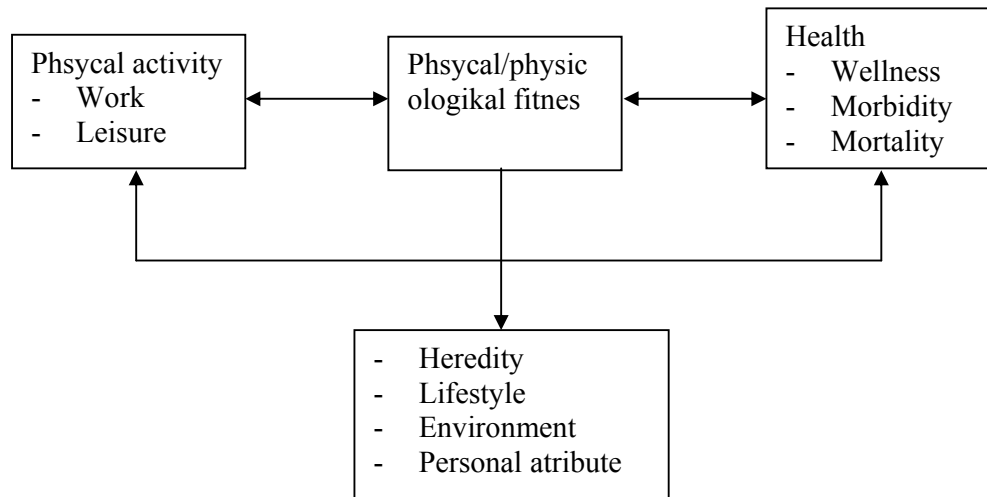 Phsycal activity
- Work
- Leisure
Phsycal/physic
ologikal fitnes
Health
- Wellness
- Morbidity
- Mortality
- Heredity
- Lifestyle
- Environment
- Personal atribute